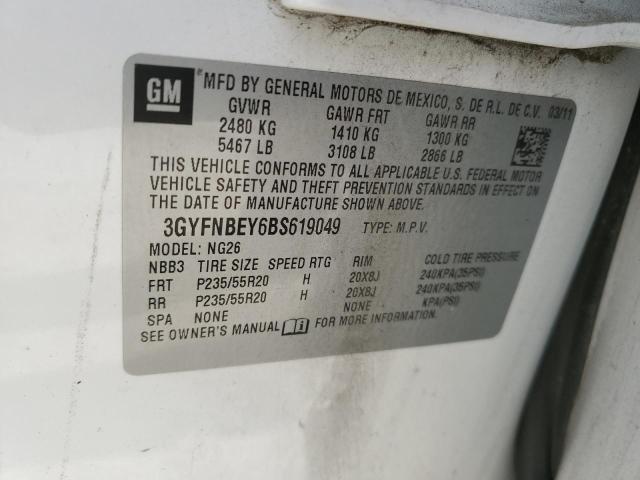 GM MFD BY GENERAL MOTORS DE MEXICO, S. DE R.L. DE C.V. 03/11
GVWR GAWR FRT GAWR RR
2480 KG 1410 KG 1300 KG
5467 LB 3108 LB 2866 LB
THIS VEHICLE CONFORMS TO ALL APPLICABLE U.S. FEDERAL MOTOR
VEHICLE SAFETY AND THEFT PREVENTION STANDARDS IN EFFECT ON
THE DATE OF MANUFACTURE SHOWN ABOVE.
3GYFNBEY6BS619049 TYPE: M.P.V.
MODEL: NG26
NBB3 TIRE SIZE SPEED RTG RIM COLD TIRE PRESSURE
FRT P235/55R20 H 20X8J 240KPA(35PSI)
RR P235/55R20 H 20X8J 240KPA(35PSI)
SPA NONE NONE KPA(PSI)
SEE OWNER'S MANUAL FOR MORE INFORMATION.